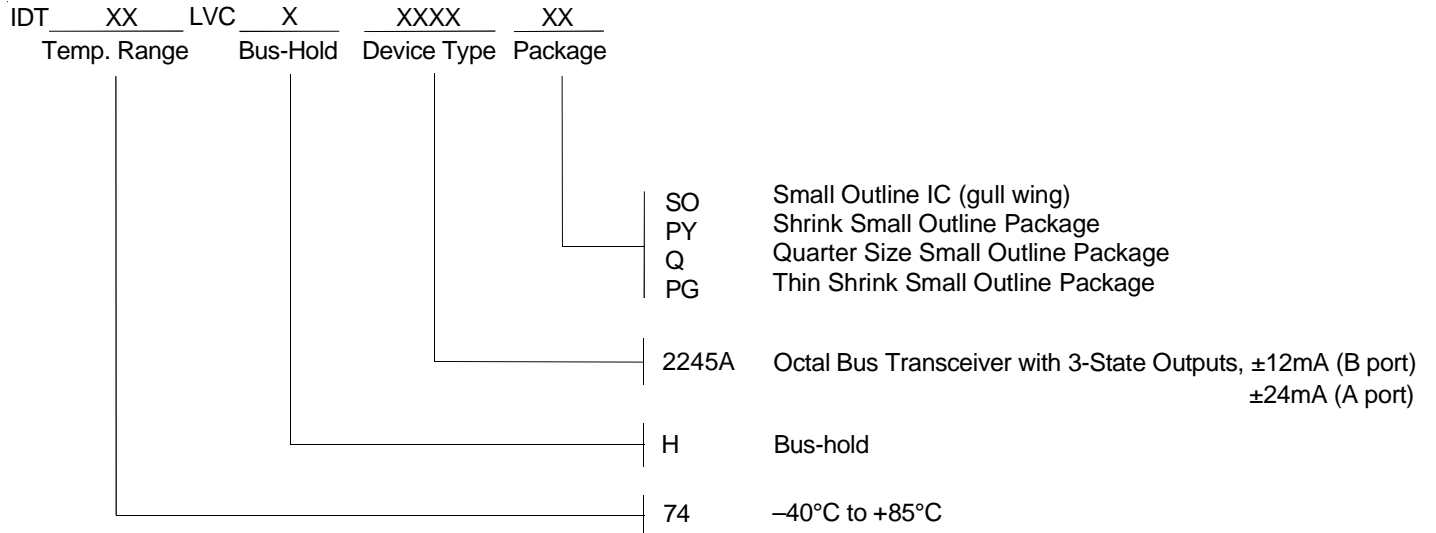 IDT XX LVC X XXXX XX
Temp. Range Bus-Hold Device Type Package
SO Small Outline IC (gull wing)
PY Shrink Small Outline Package
Q Quarter Size Small Outline Package
PG Thin Shrink Small Outline Package
2245A Octal Bus Transceiver with 3-State Outputs, ±12mA (B port)
±24mA (A port)
H Bus-hold
74 –40°C to +85°C